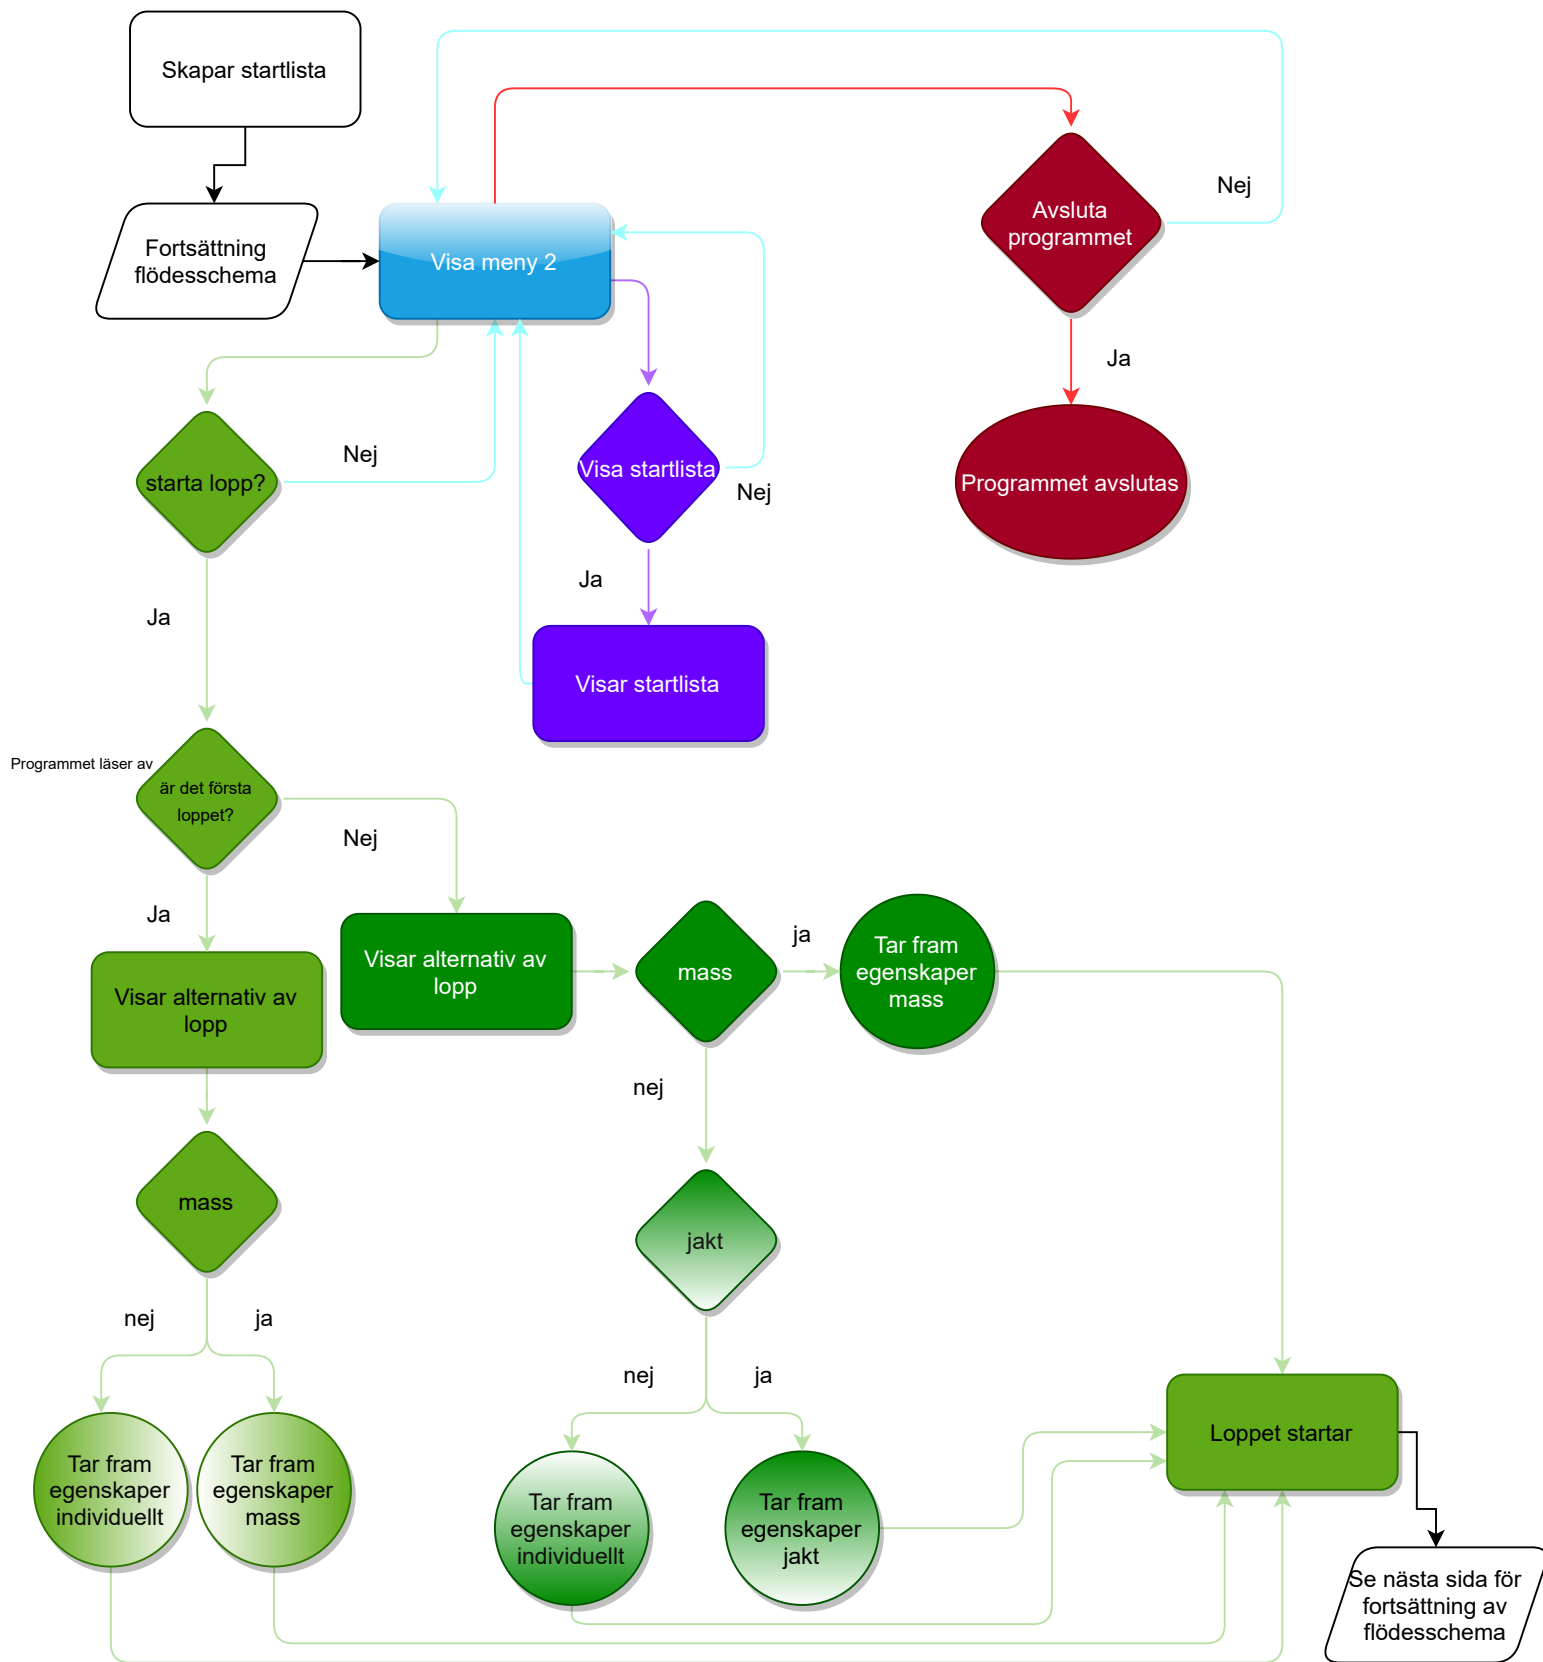 Skapar startlista
Fortsättning
flödesschema
Visa meny 2
Avsluta
programmet
Nej
Ja
Programmet avslutas
starta lopp?
Nej
Visa startlista
Nej
Ja
Visar startlista
Ja
Programmet läser av
är det första
loppet?
Nej
Ja
Visar alternativ av
lopp
Visar alternativ av
lopp
mass
ja
Tar fram
egenskaper
mass
nej
mass
jakt
nej
ja
nej
ja
Tar fram
egenskaper
individuellt
Tar fram
egenskaper
mass
Tar fram
egenskaper
individuellt
Tar fram
egenskaper
jakt
Loppet startar
Se nästa sida för
fortsättning av
flödesschema